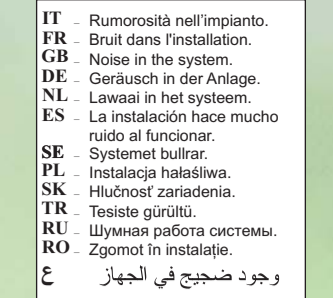 IT – Rumorosità nell'impianto.
FR – Bruit dans l'installation.
GB – Noise in the system.
DE – Geräusch in der Anlage.
NL – Lawaai in het systeem.
ES – La instalación hace mucho
ruido al funcionar.
SE – Systemet bullrar.
PL – Instalacja hałaśliwa.
SK – Hlučnosť zariadenia.
TR – Tesiste gürültü.
RU – Шумная работа системы.
RO – Zgomot în instalație.
ع وجود ضجيج في الجهاز